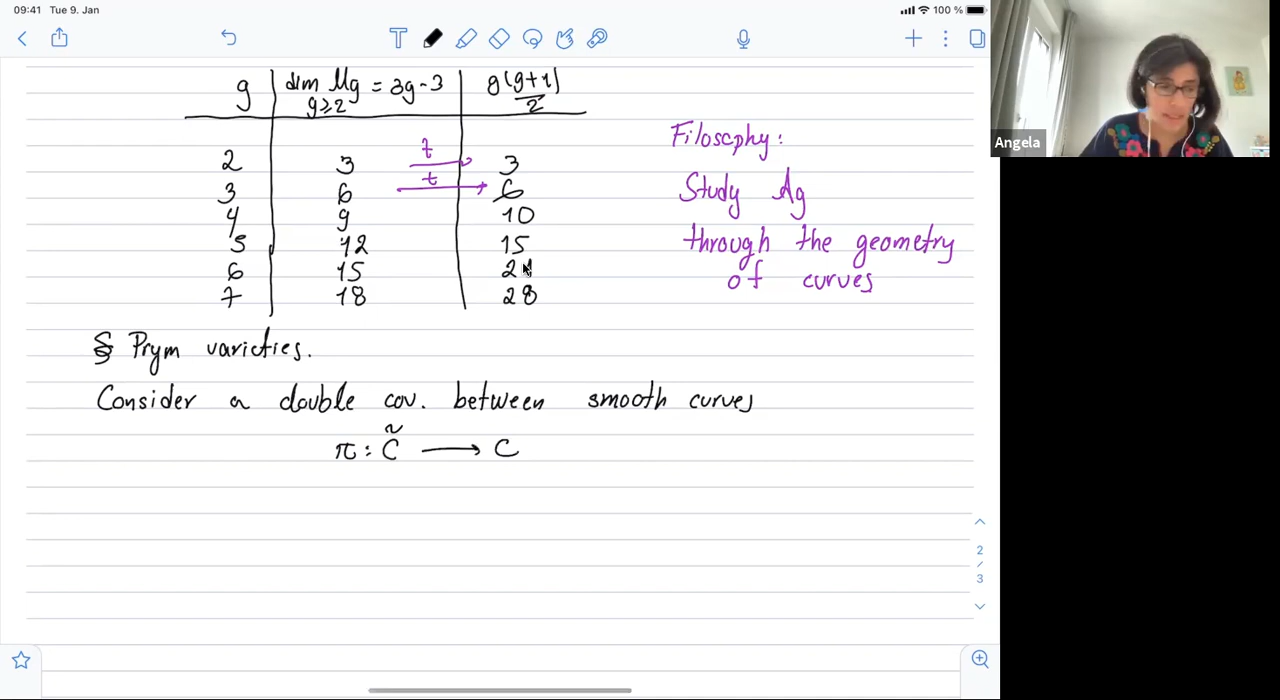 09:41 Tue 9. Jan 100 %
g dim Mg = 3g-3 g(g+1)/2
g≥2
2 3 t 3
3 6 t 6
4 9 10
5 12 15
6 15 21
7 18 28
Filosophy:
Study Ag
through the geometry
of curves
§ Prym varieties.
Consider a double cov. between smooth curves
π: C̃ ⟶ C
Angela
2
/
3